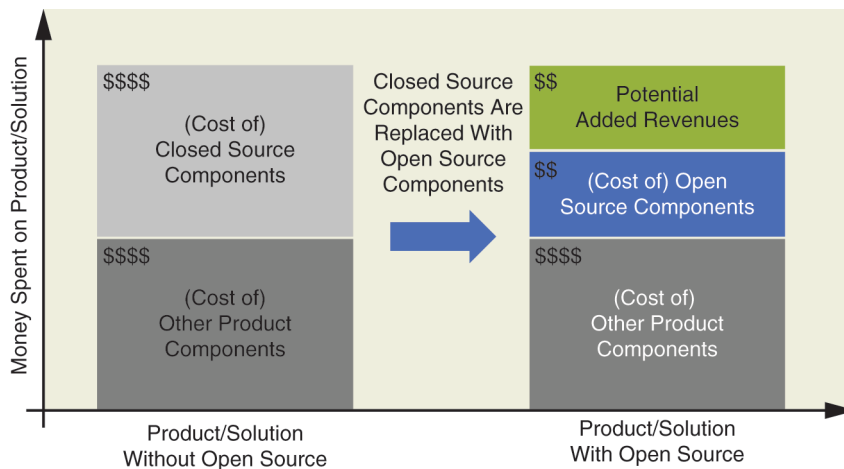 Money Spent on Product/Solution
$$$$
(Cost of)
Closed Source
Components
$$$$
(Cost of)
Other Product
Components
Closed Source
Components Are
Replaced With
Open Source
Components
$$
Potential
Added Revenues
$$
(Cost of) Open
Source Components
$$$$
(Cost of)
Other Product
Components
Product/Solution
Without Open Source
Product/Solution
With Open Source